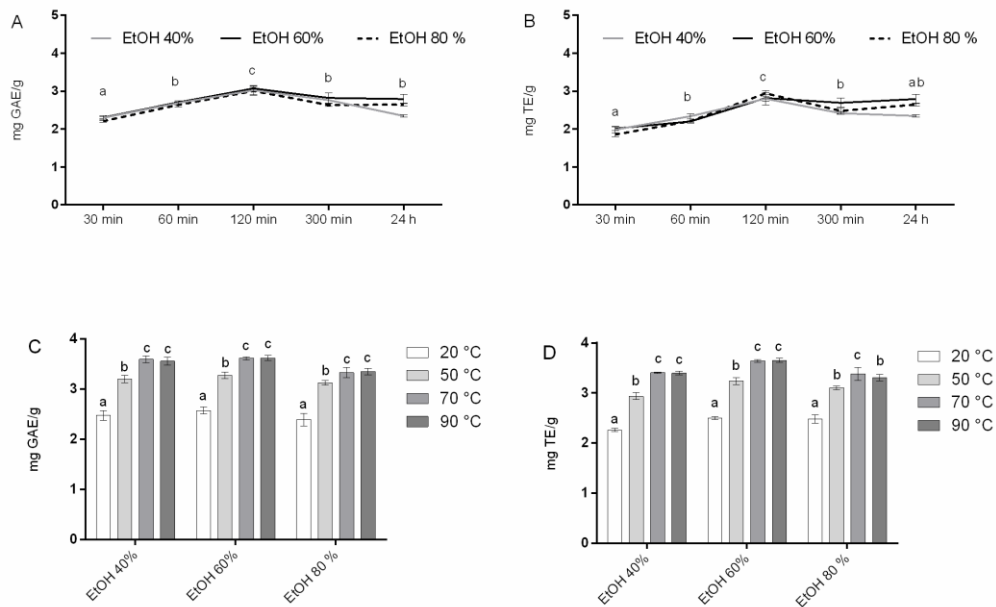 A
EtOH 40% EtOH 60% EtOH 80 %
5
4
3
2
1
0
mg GAE/g
a b c b b
30 min 60 min 120 min 300 min 24 h
B
EtOH 40% EtOH 60% EtOH 80 %
5
4
3
2
1
0
mg TE/g
a b c b ab
30 min 60 min 120 min 300 min 24 h
C
4
3
2
1
0
mg GAE/g
a b c c a b c c a b c c
EtOH 40% EtOH 60% EtOH 80 %
20 °C
50 °C
70 °C
90 °C
D
4
3
2
1
0
mg TE/g
a b c c a b c c a b c b
EtOH 40% EtOH 60% EtOH 80 %
20 °C
50 °C
70 °C
90 °C